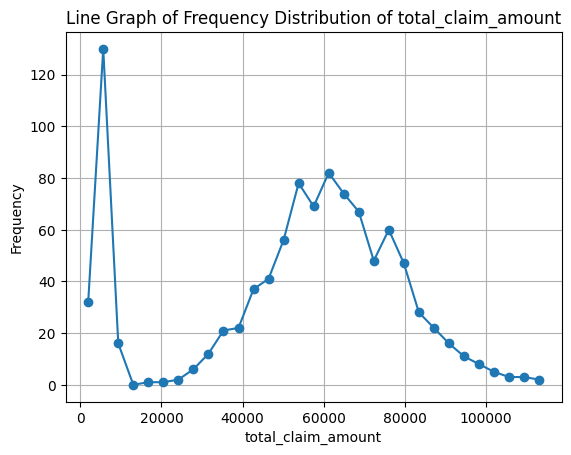 Line Graph of Frequency Distribution of total_claim_amount
120
100
80
60
40
20
0
Frequency
0 20000 40000 60000 80000 100000
total_claim_amount